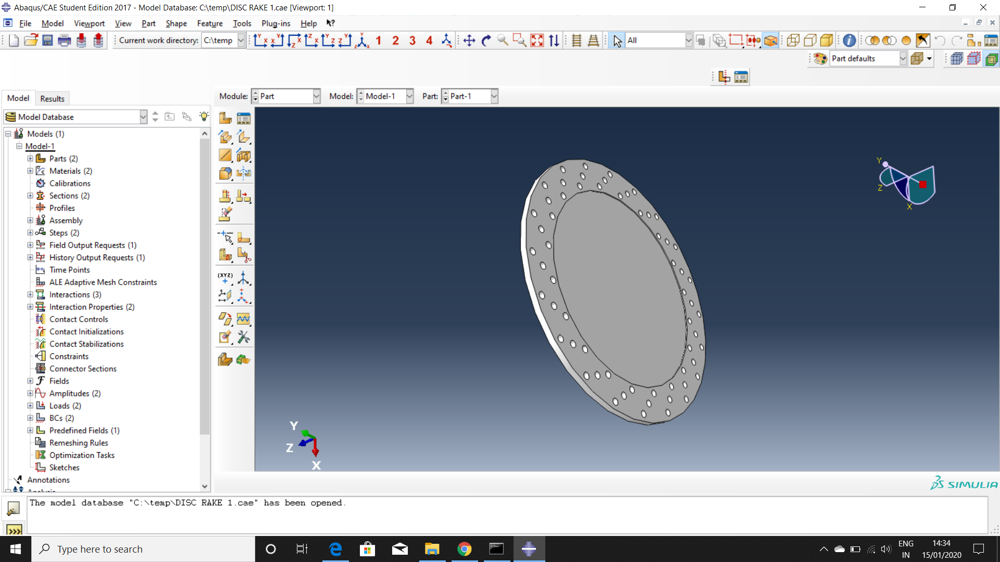 Abaqus/CAE Student Edition 2017 - Model Database: C:\temp\DISC RAKE 1.cae [Viewport: 1]
File Model Viewport View Part Shape Feature Tools Plug-ins Help ?
Current work directory: C:\temp 1 2 3 4 All
Part defaults
Model Results
Module: Part Model: Model-1 Part: Part-1
Model Database
Models (1)
Model-1
Parts (2)
Materials (2)
Calibrations
Sections (2)
Profiles
Assembly
Steps (2)
Field Output Requests (1)
History Output Requests (1)
Time Points
ALE Adaptive Mesh Constraints
Interactions (3)
Interaction Properties (2)
Contact Controls
Contact Initializations
Contact Stabilizations
Constraints
Connector Sections
Fields
Amplitudes (2)
Loads (2)
BCs (2)
Predefined Fields (1)
Remeshing Rules
Optimization Tasks
Sketches
Annotations
Analysis
(XYZ)
Y
Z
X
Y
Z
X
SIMULIA
The model database "C:\temp\DISC RAKE 1.cae" has been opened.
>>>
Type here to search
ENG
IN
14:34
15/01/2020